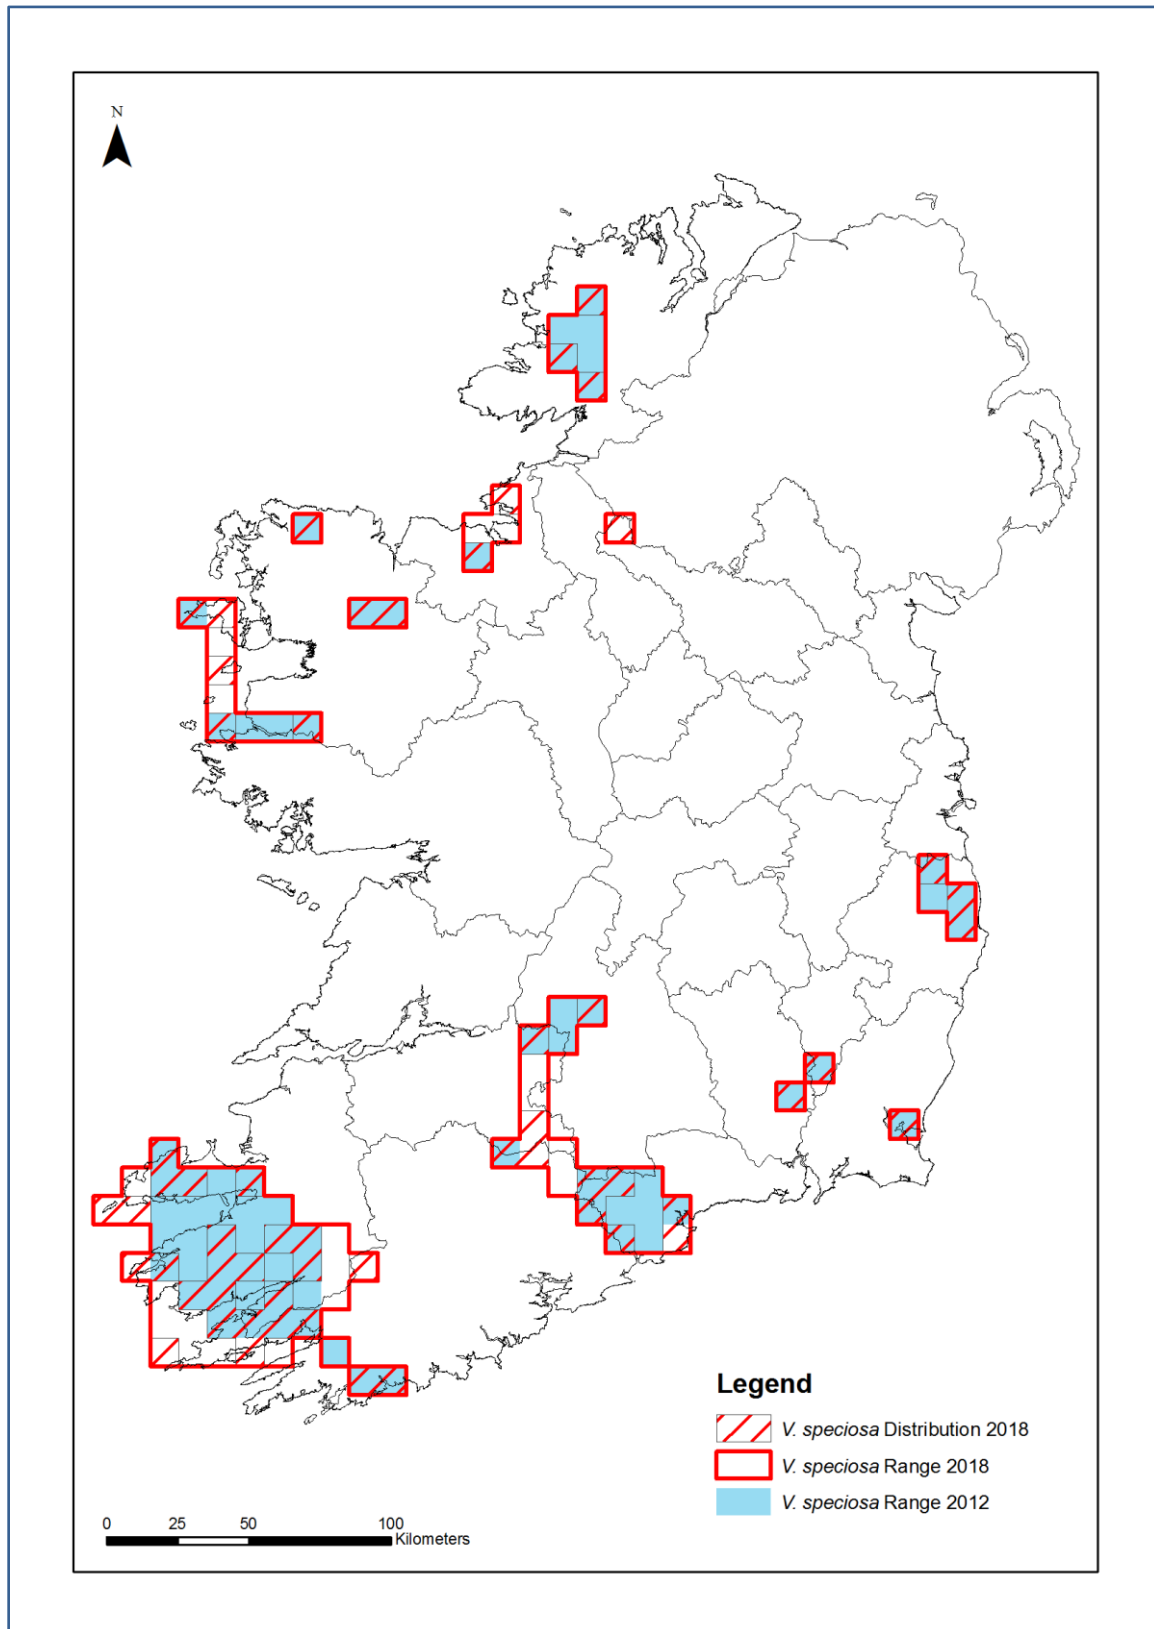 N
Legend
V. speciosa Distribution 2018
V. speciosa Range 2018
V. speciosa Range 2012
0 25 50 100
Kilometers